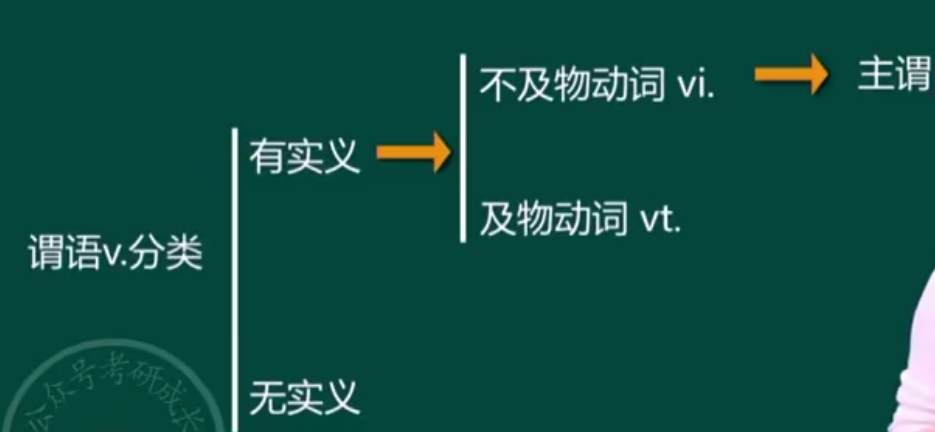 不及物动词 vi.
主谓
有实义
及物动词 vt.
谓语v.分类
公众号考研成长
无实义